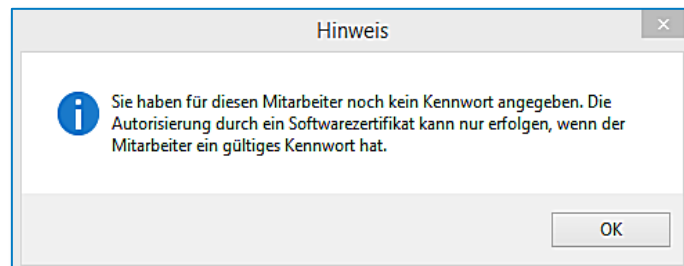 Hinweis
Sie haben für diesen Mitarbeiter noch kein Kennwort angegeben. Die
Autorisierung durch ein Softwarezertifikat kann nur erfolgen, wenn der
Mitarbeiter ein gültiges Kennwort hat.
OK